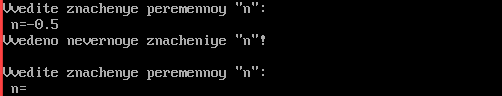 Vvedite znachenye peremennoy "n":
n=-0.5
Vvedeno nevernoye znacheniye "n"!
Vvedite znachenye peremennoy "n":
n=